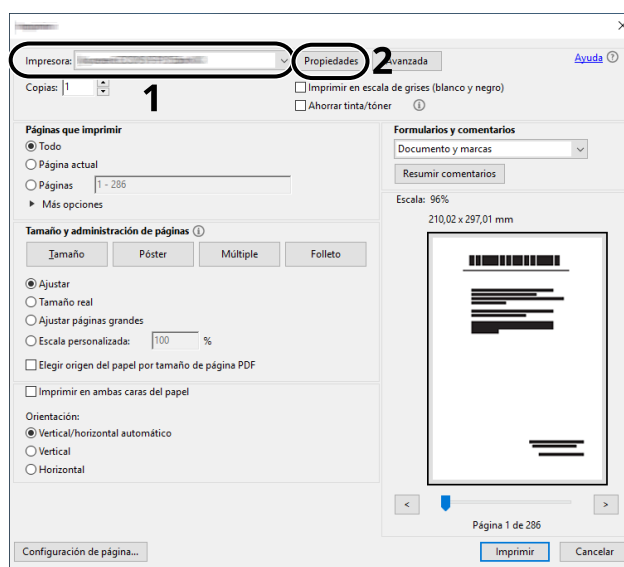 Impresora:
Propiedades
2
Avanzada
Ayuda
Copias: 1
1
Imprimir en escala de grises (blanco y negro)
Ahorrar tinta/tóner
Páginas que imprimir
Todo
Página actual
Páginas 1 - 286
Más opciones
Formularios y comentarios
Documento y marcas
Resumir comentarios
Escala: 96%
210,02 x 297,01 mm
Tamaño y administración de páginas
Tamaño Póster Múltiple Folleto
Ajustar
Tamaño real
Ajustar páginas grandes
Escala personalizada: 100 %
Elegir origen del papel por tamaño de página PDF
Imprimir en ambas caras del papel
Orientación:
Vertical/horizontal automático
Vertical
Horizontal
< >
Página 1 de 286
Configuración de página...
Imprimir Cancelar